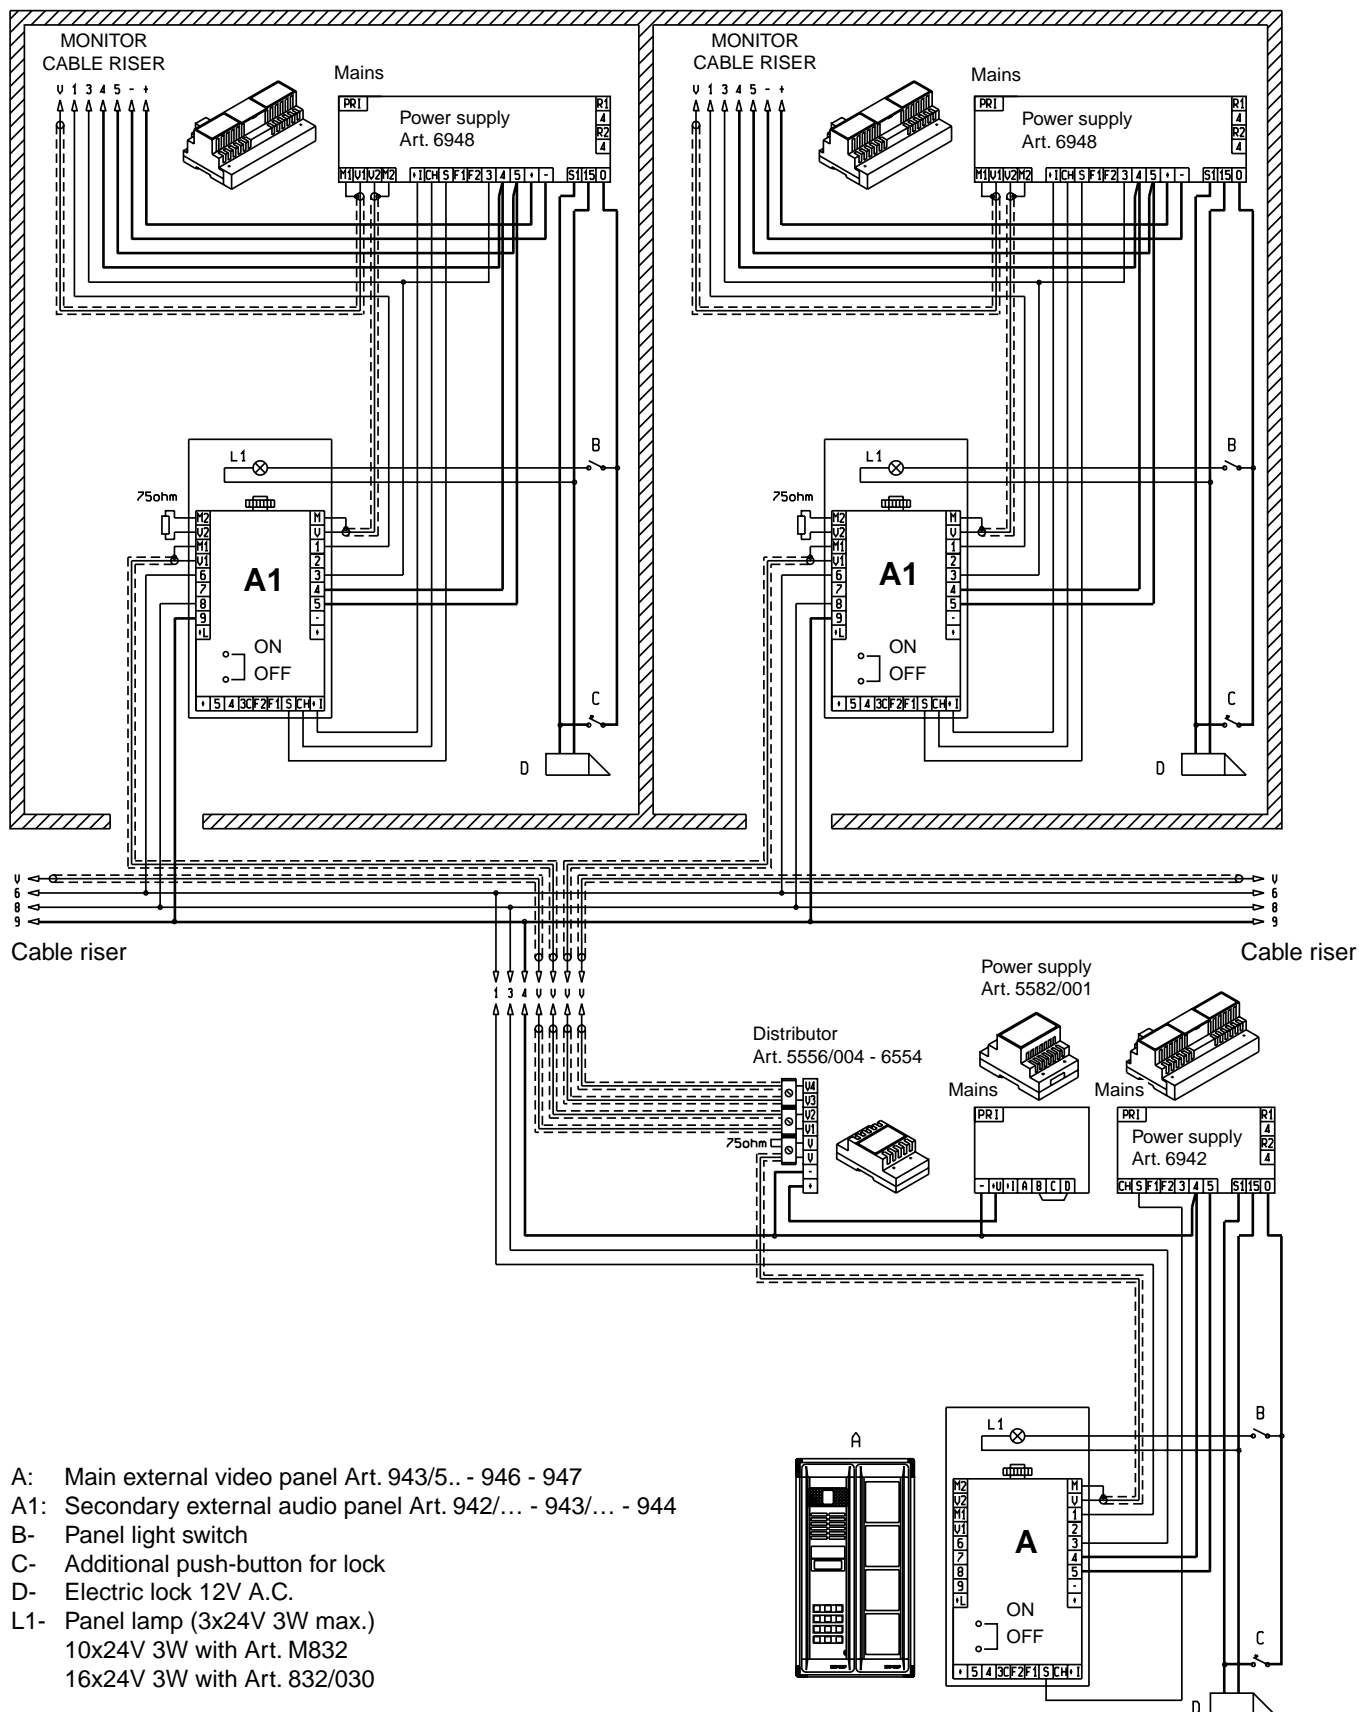 MONITOR
CABLE RISER
V 1 3 4 5 - +
Mains
PRI
Power supply
Art. 6948
R1
4
R2
4
M1 V1 V2 M2
+I CH S F1 F2 3 4 5 + -
S1 15 0
MONITOR
CABLE RISER
V 1 3 4 5 - +
Mains
PRI
Power supply
Art. 6948
R1
4
R2
4
M1 V1 V2 M2
+I CH S F1 F2 3 4 5 + -
S1 15 0
B
L1
75ohm
M2
V2
M1
V1
6
7
8
9
+L
A1
M
V
1
2
3
4
5
-
+
ON
OFF
+ 5 4 3C F2 F1 S CH + I
C
D
B
L1
75ohm
M2
V2
M1
V1
6
7
8
9
+L
A1
M
V
1
2
3
4
5
-
+
ON
OFF
+ 5 4 3C F2 F1 S CH + I
C
D
V
6
8
9
Cable riser
V
6
8
9
Cable riser
1 3 4 V V V V
Distributor
Art. 5556/004 - 6554
V4
V3
V2
V1
V
V
-
+
75ohm
Power supply
Art. 5582/001
Mains
PRI
- +U +I A B C D
Mains
PRI
Power supply
Art. 6942
R1
4
R2
4
CH S F1 F2 3 4 5
S1 15 0
A
B
L1
M2
V2
M1
V1
6
7
8
9
+L
A
M
V
1
2
3
4
5
-
+
ON
OFF
+ 5 4 3C F2 F1 S CH + I
C
D
A: Main external video panel Art. 943/5.. - 946 - 947
A1: Secondary external audio panel Art. 942/… - 943/… - 944
B- Panel light switch
C- Additional push-button for lock
D- Electric lock 12V A.C.
L1- Panel lamp (3x24V 3W max.)
10x24V 3W with Art. M832
16x24V 3W with Art. 832/030